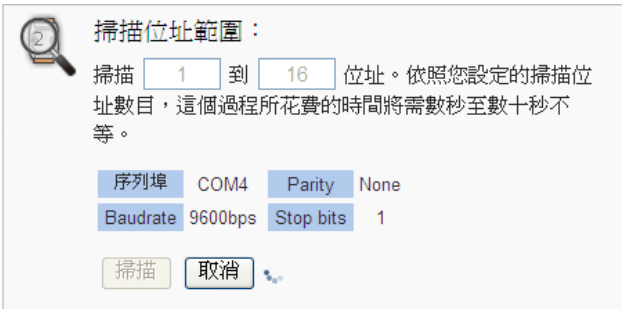 2
掃描位址範圍：
掃描 1 到 16 位址。依照您設定的掃描位
址數目，這個過程所花費的時間將需數秒至數十秒不
等。
序列埠 COM4 Parity None
Baudrate 9600bps Stop bits 1
掃描 取消